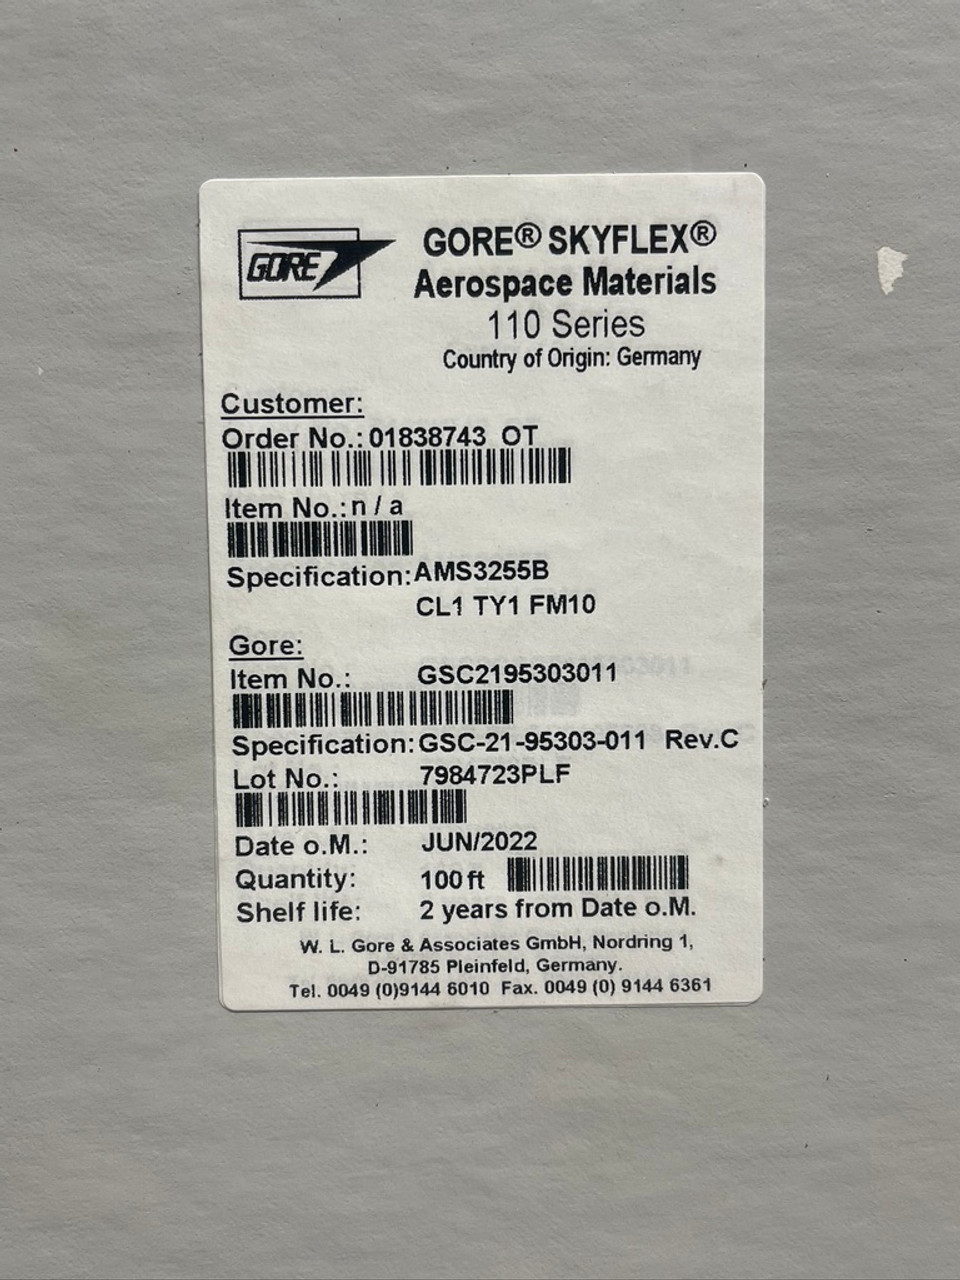 GORE
GORE® SKYFLEX®
Aerospace Materials
110 Series
Country of Origin: Germany
Customer:
Order No.: 01838743 OT
Item No.: n / a
Specification: AMS3255B
CL1 TY1 FM10
Gore:
Item No.: GSC2195303011
Specification: GSC-21-95303-011 Rev.C
Lot No.: 7984723PLF
Date o.M.: JUN/2022
Quantity: 100 ft
Shelf life: 2 years from Date o.M.
W. L. Gore & Associates GmbH, Nordring 1,
D-91785 Pleinfeld, Germany.
Tel. 0049 (0)9144 6010 Fax. 0049 (0) 9144 6361